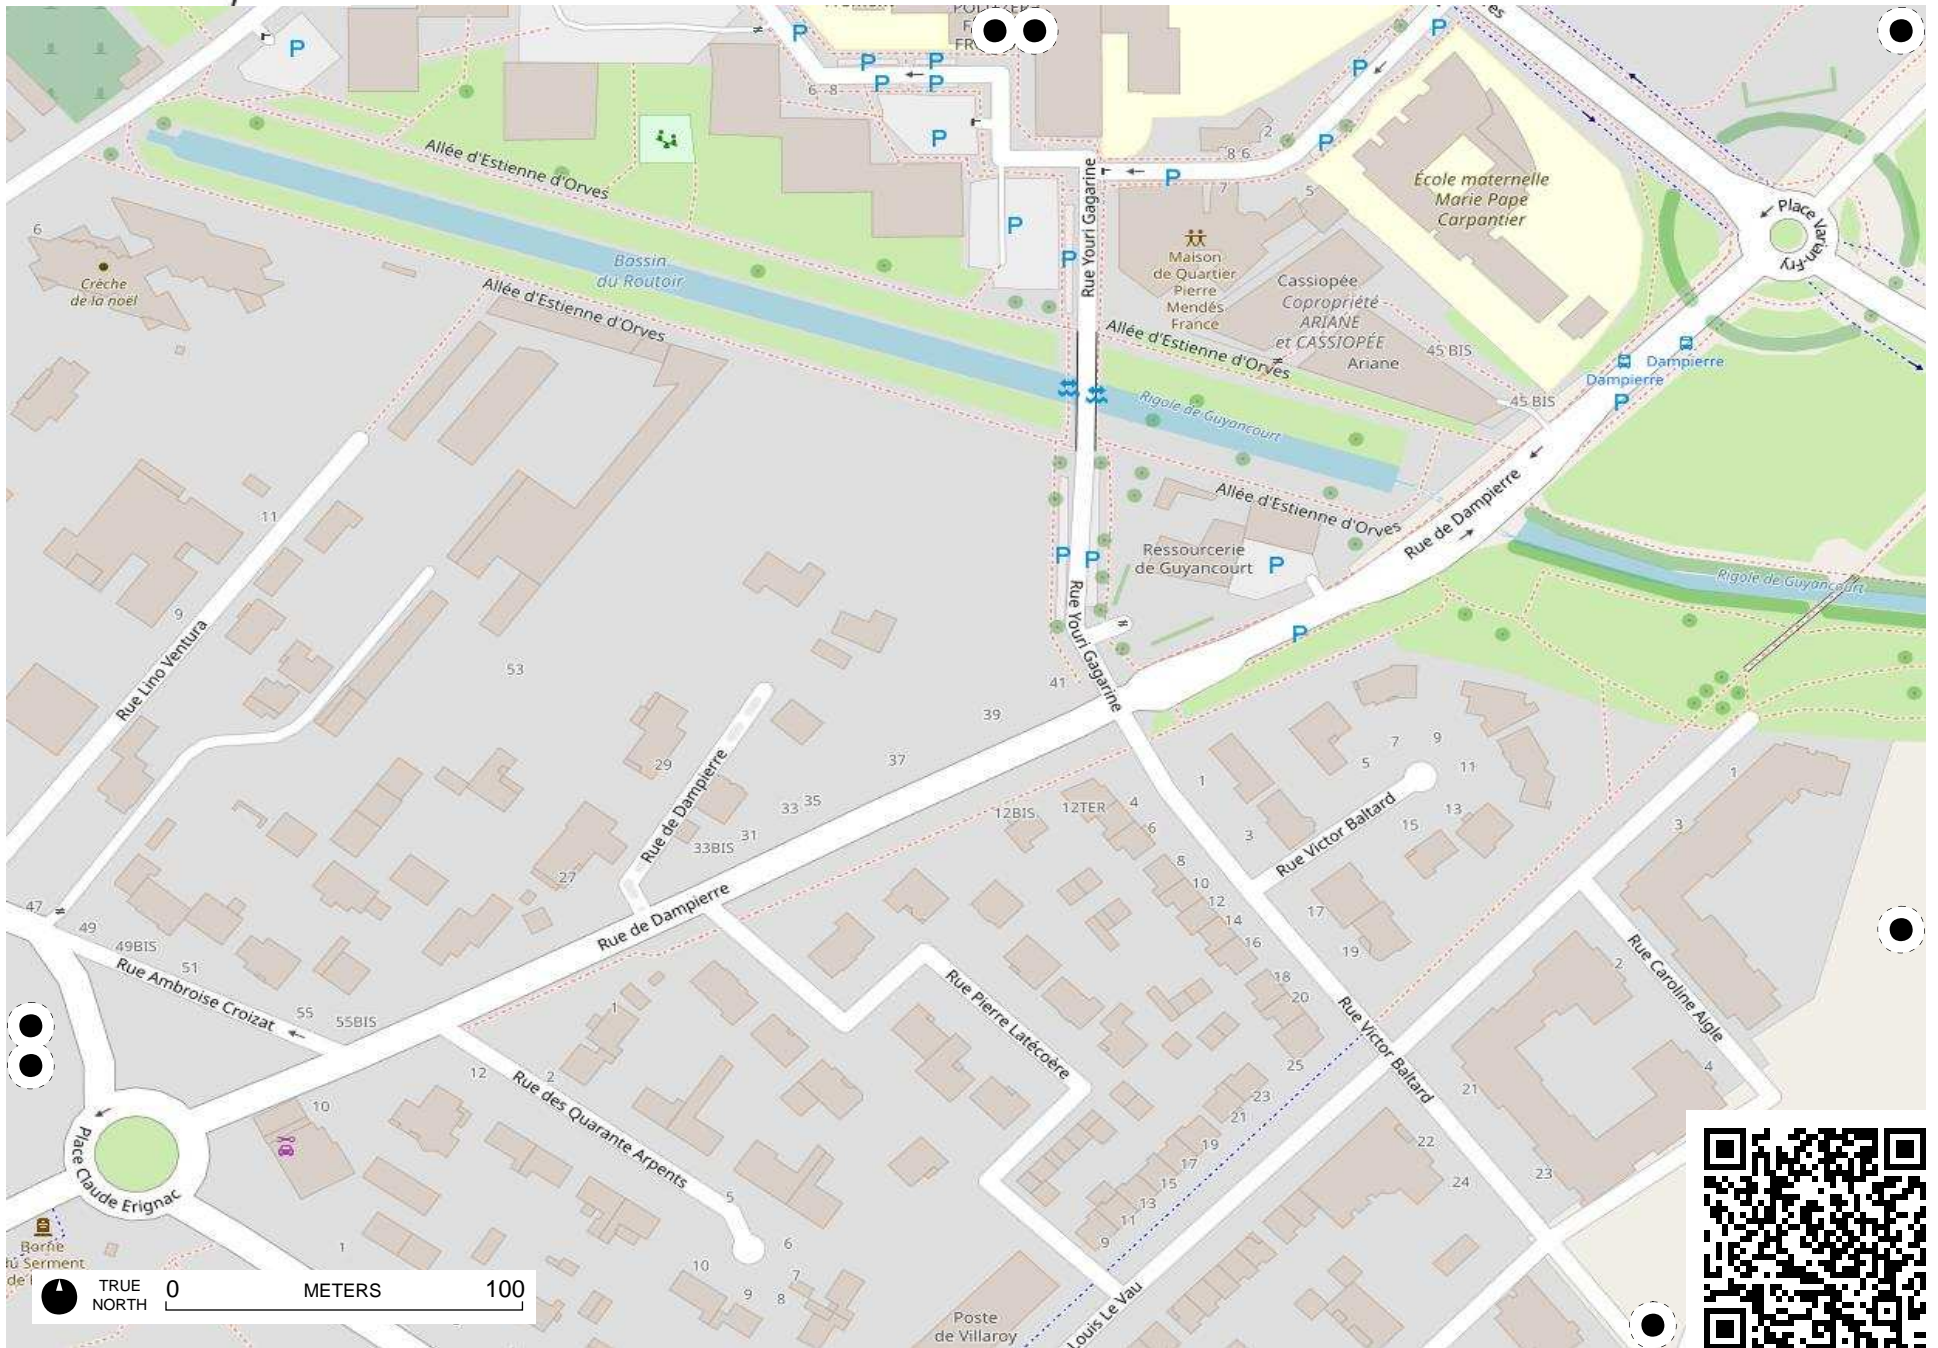 P
P
P
P
P
P
P
P
6 -8
P
2
8 6
P
P
7
5
École maternelle
Marie Pape
Carpantier
Place Varian-Fry
Allée d'Estienne d'Orves
Rue Youri Gagarine
P
P
6
Crèche
de la noël
Bassin
du Routoir
Allée d'Estienne d'Orves
Maison
de Quartier
Pierre
Mendés
France
Cassiopée
Copropriété
ARIANE
et CASSIOPÉE
Ariane
45 BIS
Allée d'Estienne d'Orves
Dampierre
Dampierre
P
45 BIS
Rigole de Guyancourt
Allée d'Estienne d'Orves
Rue de Dampierre
11
9
Rue Lino Ventura
53
P
P
Ressourcerie
de Guyancourt
P
Rigole de Guyancourt
Rue Youri Gagarine
P
41
39
37
29
33 35
31
33BIS
27
Rue de Dampierre
Rue de Dampierre
12BIS
12TER
4
6
8
10
12
14
16
18
20
1
3
5
7
9
11
13
15
Rue Victor Baltard
17
19
1
3
2
Rue Caroline Aigle
4
47
49
49BIS
51
55
55BIS
Rue Ambroise Croizat
1
Rue Pierre Latécoère
Rue Victor Baltard
25
23
21
19
17
15
13
11
9
21
22
24
23
12
2
10
Rue des Quarante Arpents
5
6
7
8
9
10
Place Claude Erignac
Borne
1
Poste
de Villaroy
Louis Le Vau
TRUE
NORTH
0 METERS 100